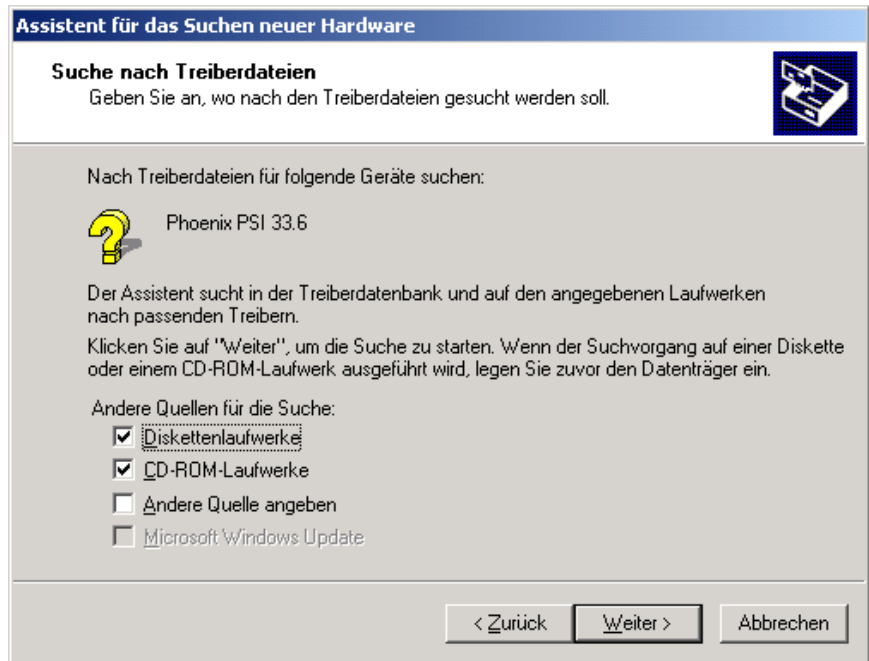 Assistent für das Suchen neuer Hardware
Suche nach Treiberdateien
Geben Sie an, wo nach den Treiberdateien gesucht werden soll.
Nach Treiberdateien für folgende Geräte suchen:
Phoenix PSI 33.6
Der Assistent sucht in der Treiberdatenbank und auf den angegebenen Laufwerken
nach passenden Treibern.
Klicken Sie auf "Weiter", um die Suche zu starten. Wenn der Suchvorgang auf einer Diskette
oder einem CD-ROM-Laufwerk ausgeführt wird, legen Sie zuvor den Datenträger ein.
Andere Quellen für die Suche:
Diskettenlaufwerke
CD-ROM-Laufwerke
Andere Quelle angeben
Microsoft Windows Update
< Zurück Weiter > Abbrechen